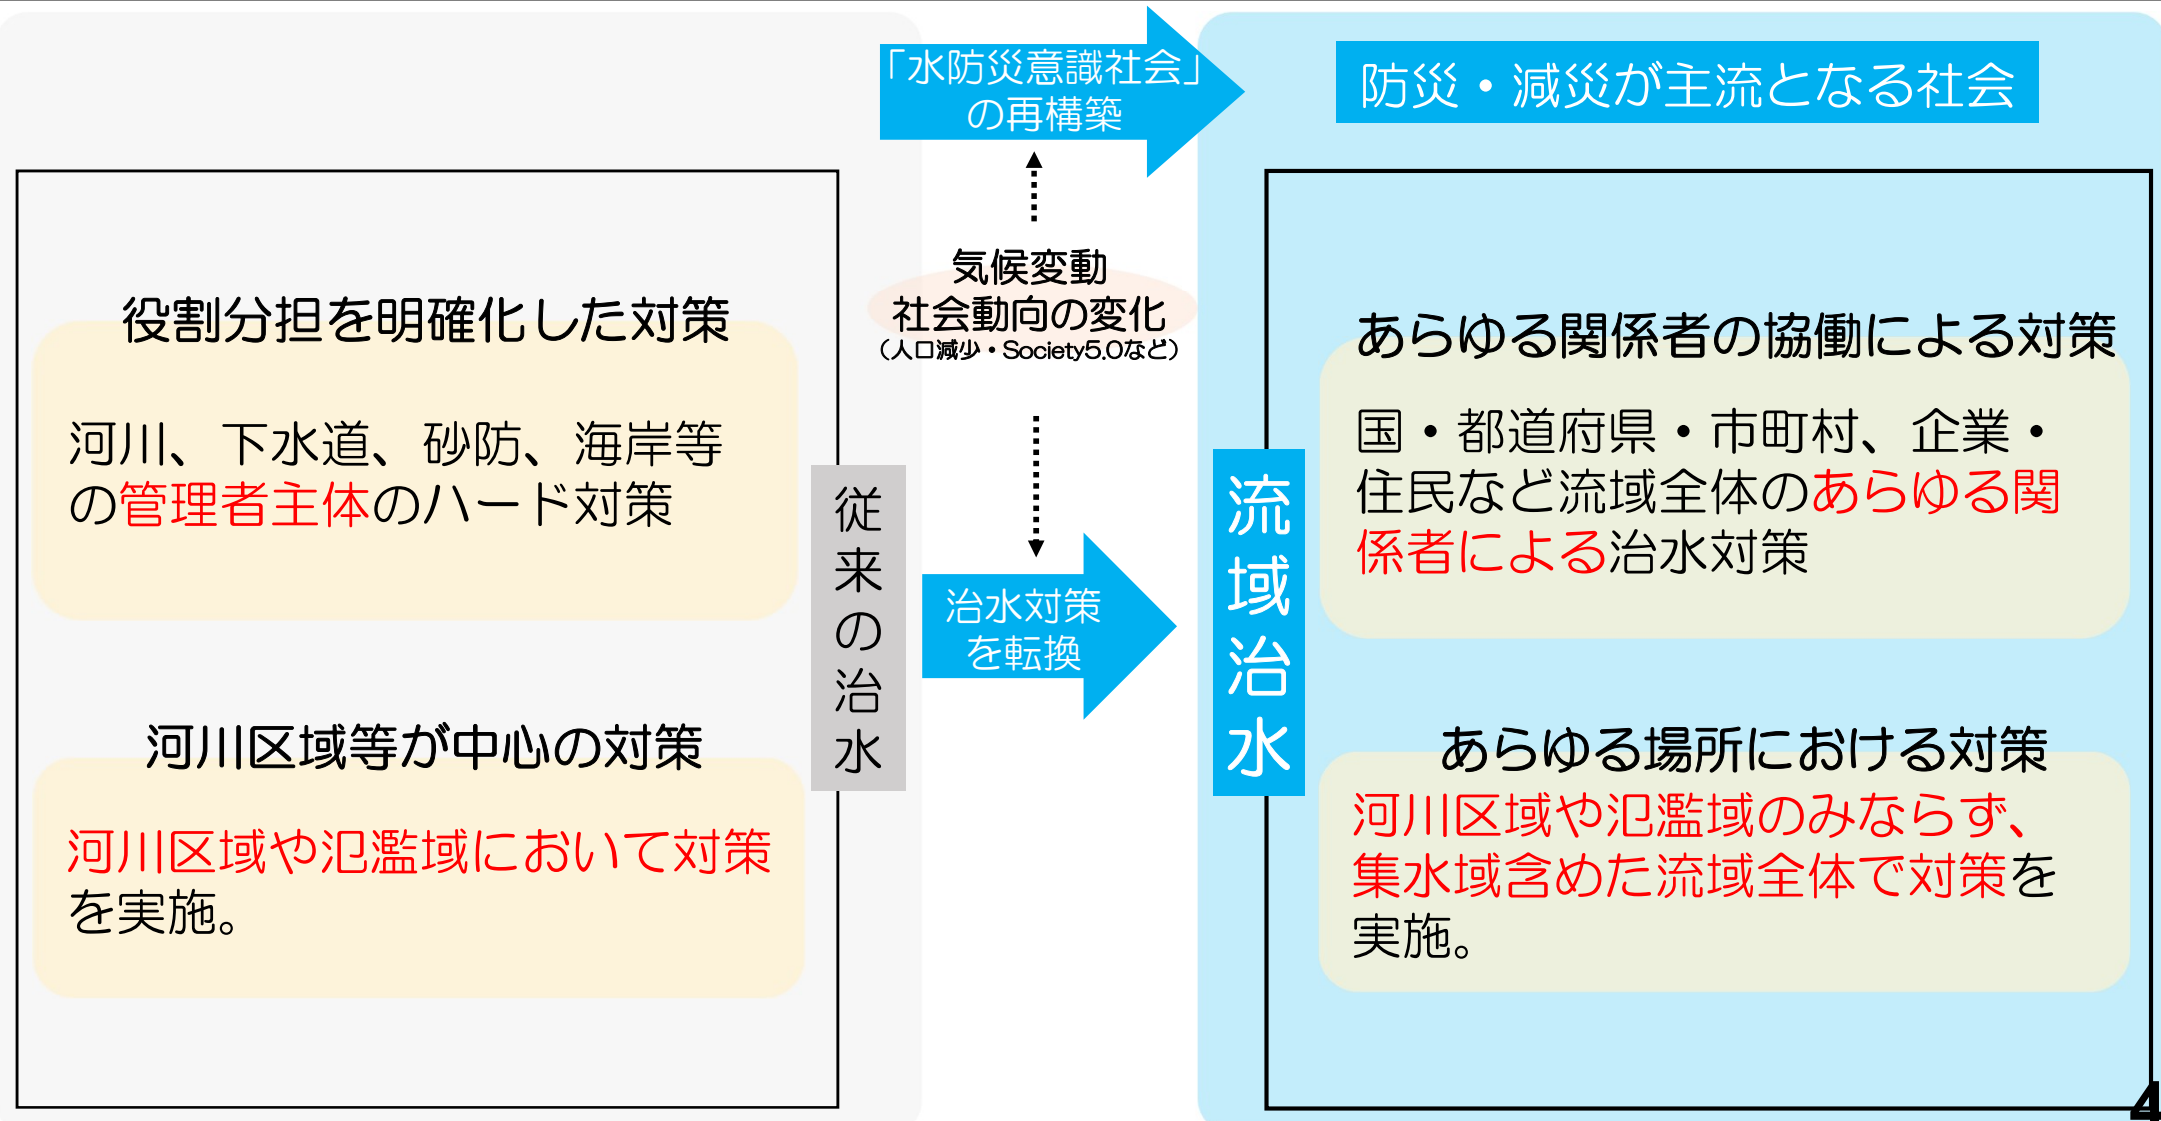 「水防災意識社会」
の再構築
防災・減災が主流となる社会
役割分担を明確化した対策
河川、下水道、砂防、海岸等
の管理者主体のハード対策
河川区域等が中心の対策
河川区域や氾濫域において対策
を実施。
従来の治水
気候変動
社会動向の変化
（人口減少・Society5.0など）
治水対策
を転換
流域治水
あらゆる関係者の協働による対策
国・都道府県・市町村、企業・
住民など流域全体のあらゆる関
係者による治水対策
あらゆる場所における対策
河川区域や氾濫域のみならず、
集水域含めた流域全体で対策を
実施。
4